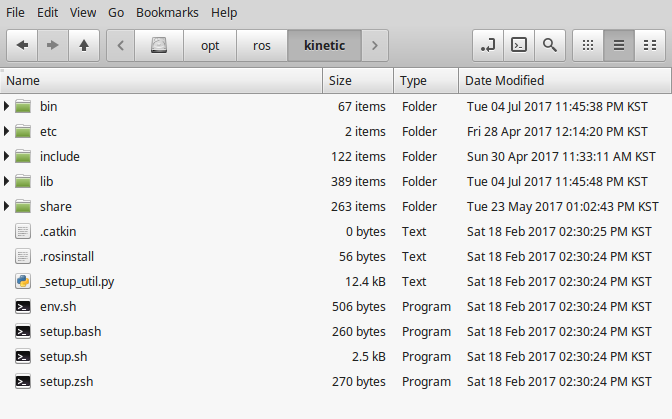 File Edit View Go Bookmarks Help
opt ros kinetic
Name Size Type Date Modified
bin 67 items Folder Tue 04 Jul 2017 11:45:38 PM KST
etc 2 items Folder Fri 28 Apr 2017 12:14:20 PM KST
include 122 items Folder Sun 30 Apr 2017 11:33:11 AM KST
lib 389 items Folder Tue 04 Jul 2017 11:45:48 PM KST
share 263 items Folder Tue 23 May 2017 01:02:43 PM KST
.catkin 0 bytes Text Sat 18 Feb 2017 02:30:25 PM KST
.rosinstall 56 bytes Text Sat 18 Feb 2017 02:30:24 PM KST
_setup_util.py 12.4 kB Text Sat 18 Feb 2017 02:30:24 PM KST
env.sh 506 bytes Program Sat 18 Feb 2017 02:30:24 PM KST
setup.bash 260 bytes Program Sat 18 Feb 2017 02:30:24 PM KST
setup.sh 2.5 kB Program Sat 18 Feb 2017 02:30:24 PM KST
setup.zsh 270 bytes Program Sat 18 Feb 2017 02:30:24 PM KST